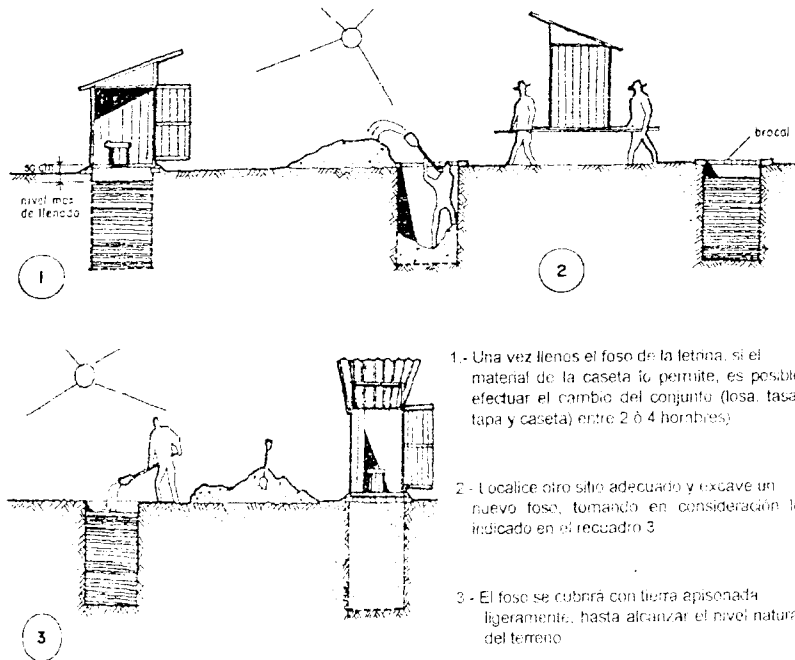 50 cm
nivel max
de llenado
1
brocal
2
3
1.- Una vez llenos el foso de la letrina, si el
material de la caseta lo permite, es posible
efectuar el cambio del conjunto (losa, tasa,
tapa y caseta) entre 2 ò 4 hombres)
2.- Localice otro sitio adecuado y excave un
nuevo foso, tomando en consideración
indicado en el recuadro 3
3.- El foso se cubrirá con tierra apisonada
ligeramente, hasta alcanzar el nivel natura
del terreno